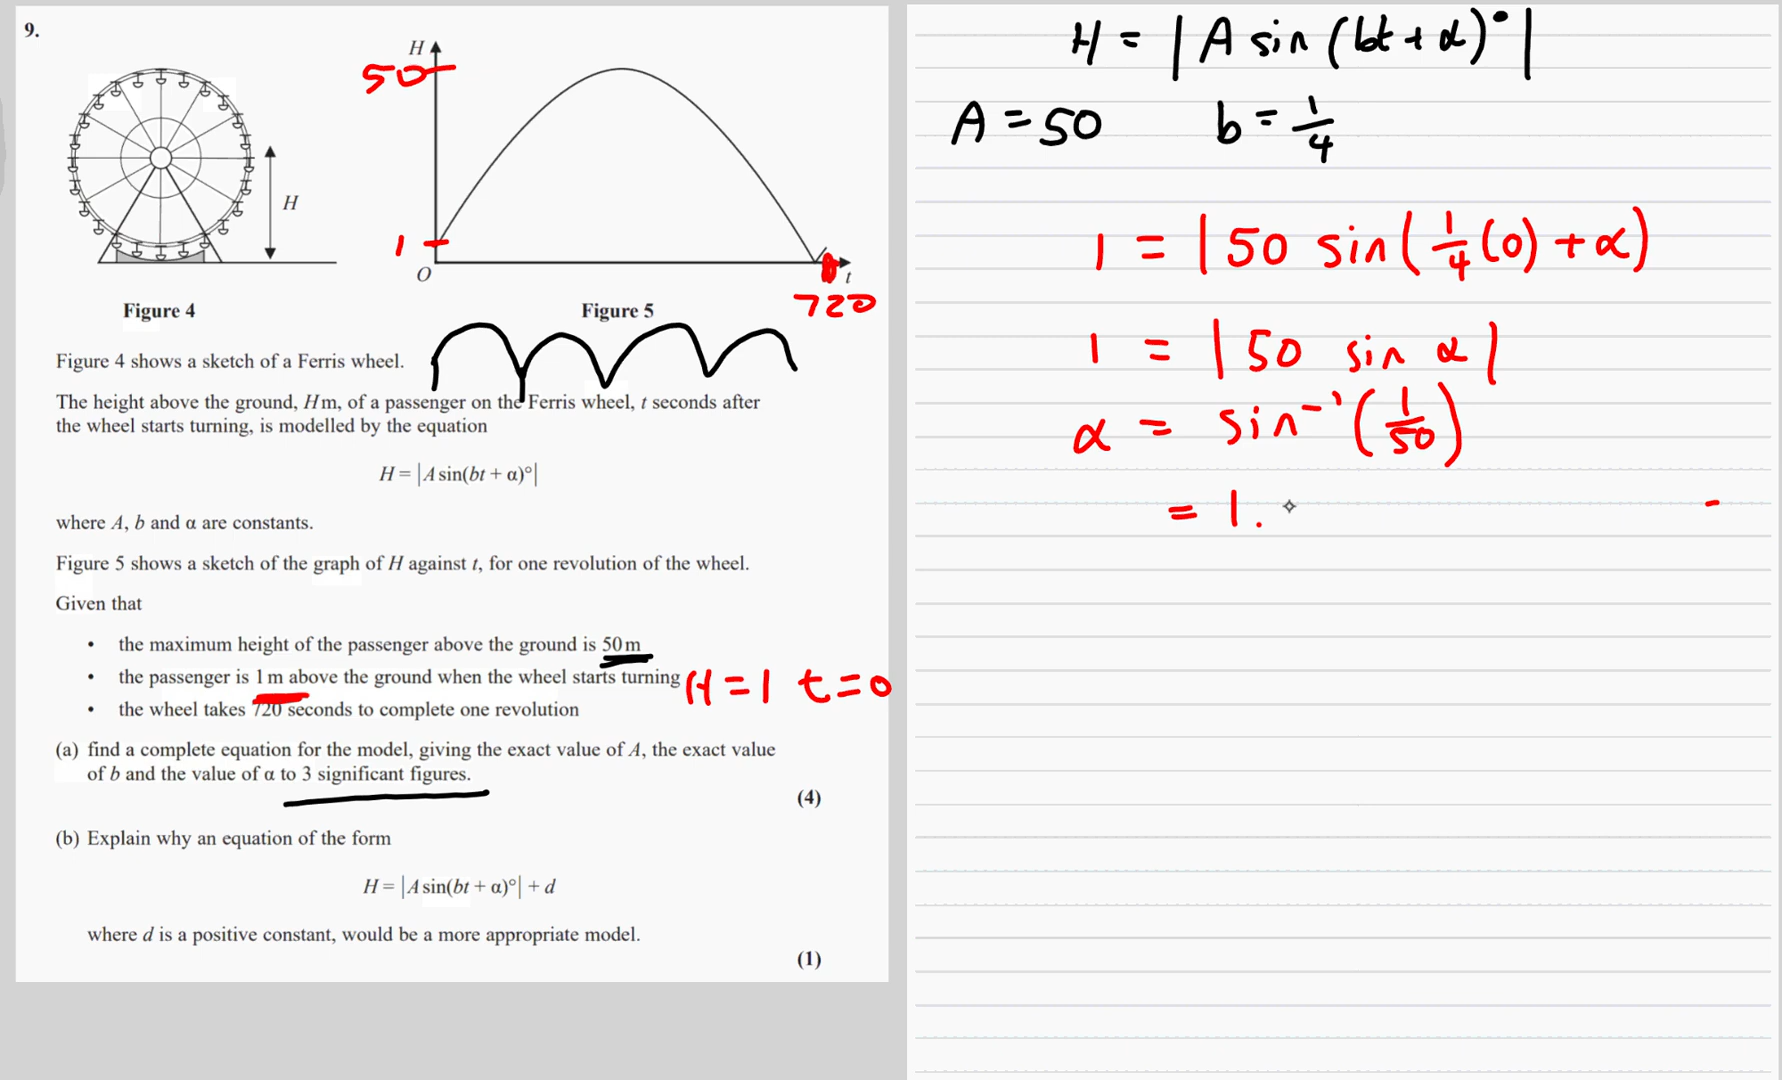 9.
H
50
1
O
t
720
H
Figure 4
Figure 5
Figure 4 shows a sketch of a Ferris wheel.
The height above the ground, H m, of a passenger on the Ferris wheel, t seconds after
the wheel starts turning, is modelled by the equation
H = |A sin(bt + α)°|
where A, b and α are constants.
Figure 5 shows a sketch of the graph of H against t, for one revolution of the wheel.
Given that
• the maximum height of the passenger above the ground is 50 m
• the passenger is 1 m above the ground when the wheel starts turning H = 1 t = 0
• the wheel takes 720 seconds to complete one revolution
(a) find a complete equation for the model, giving the exact value of A, the exact value
of b and the value of α to 3 significant figures.
(4)
(b) Explain why an equation of the form
H = |A sin(bt + α)°| + d
where d is a positive constant, would be a more appropriate model.
(1)
H = |A sin (bt + α)°|
A = 50 b = 1/4
1 = |50 sin(1/4(0) + α)
1 = |50 sin α|
α = sin⁻¹(1/50)
= 1.